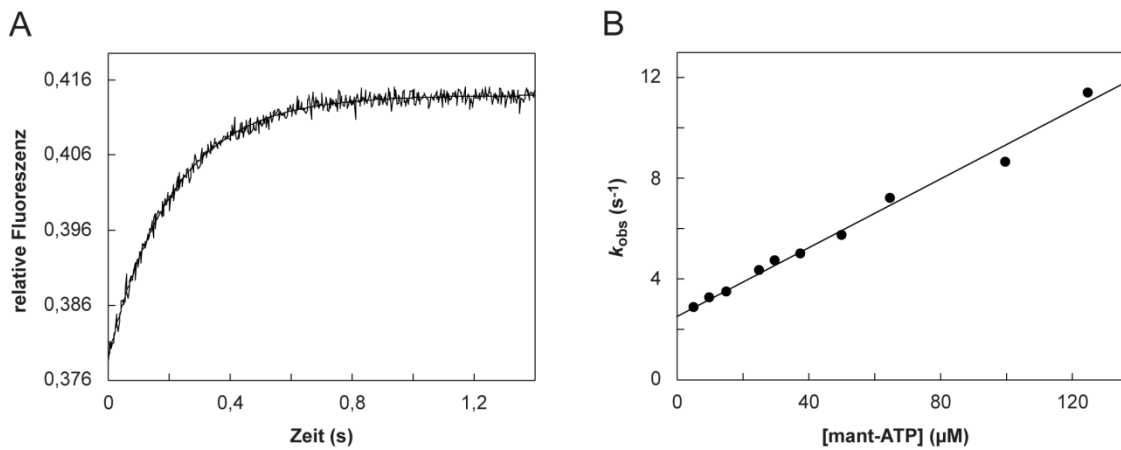 A
relative Fluoreszenz
0,416
0,406
0,396
0,386
0,376
0
0,4
0,8
1,2
Zeit (s)
B
k_obs (s⁻¹)
12
8
4
0
0
40
80
120
[mant-ATP] (µM)